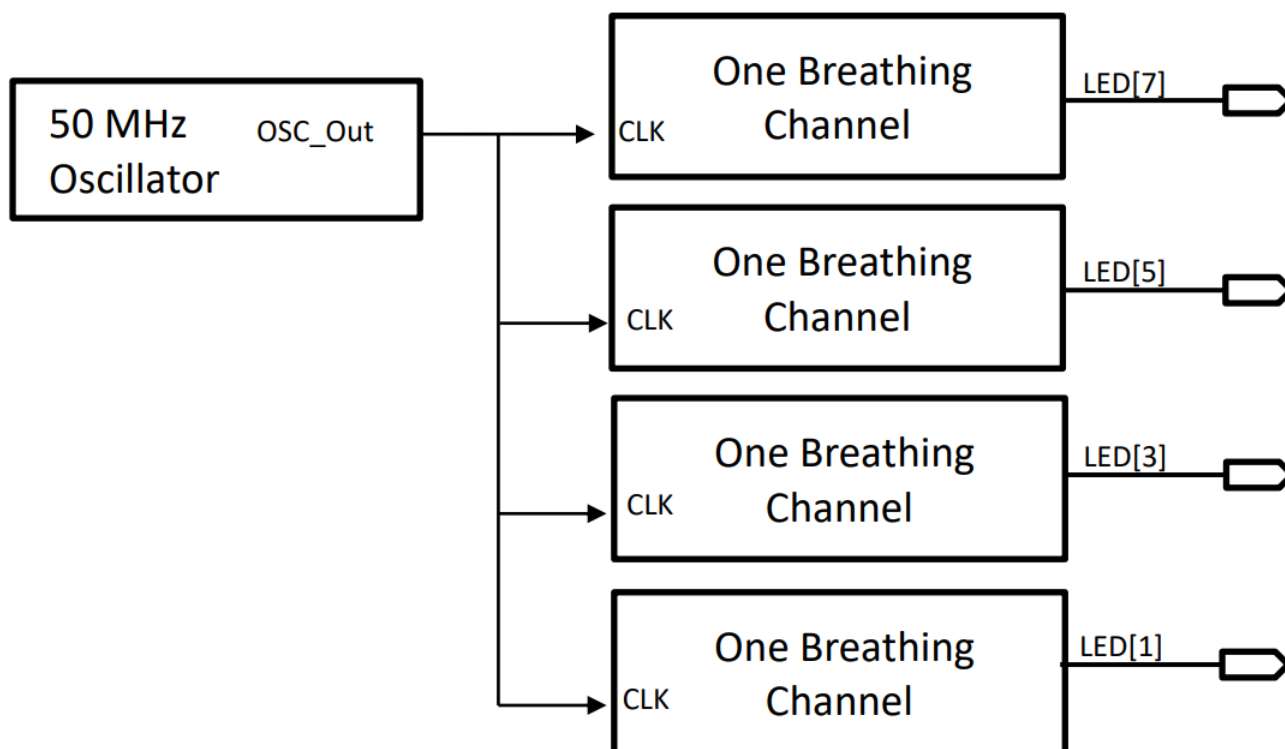 50 MHz
Oscillator
OSC_Out
One Breathing
Channel
CLK
LED[7]
One Breathing
Channel
CLK
LED[5]
One Breathing
Channel
CLK
LED[3]
One Breathing
Channel
CLK
LED[1]